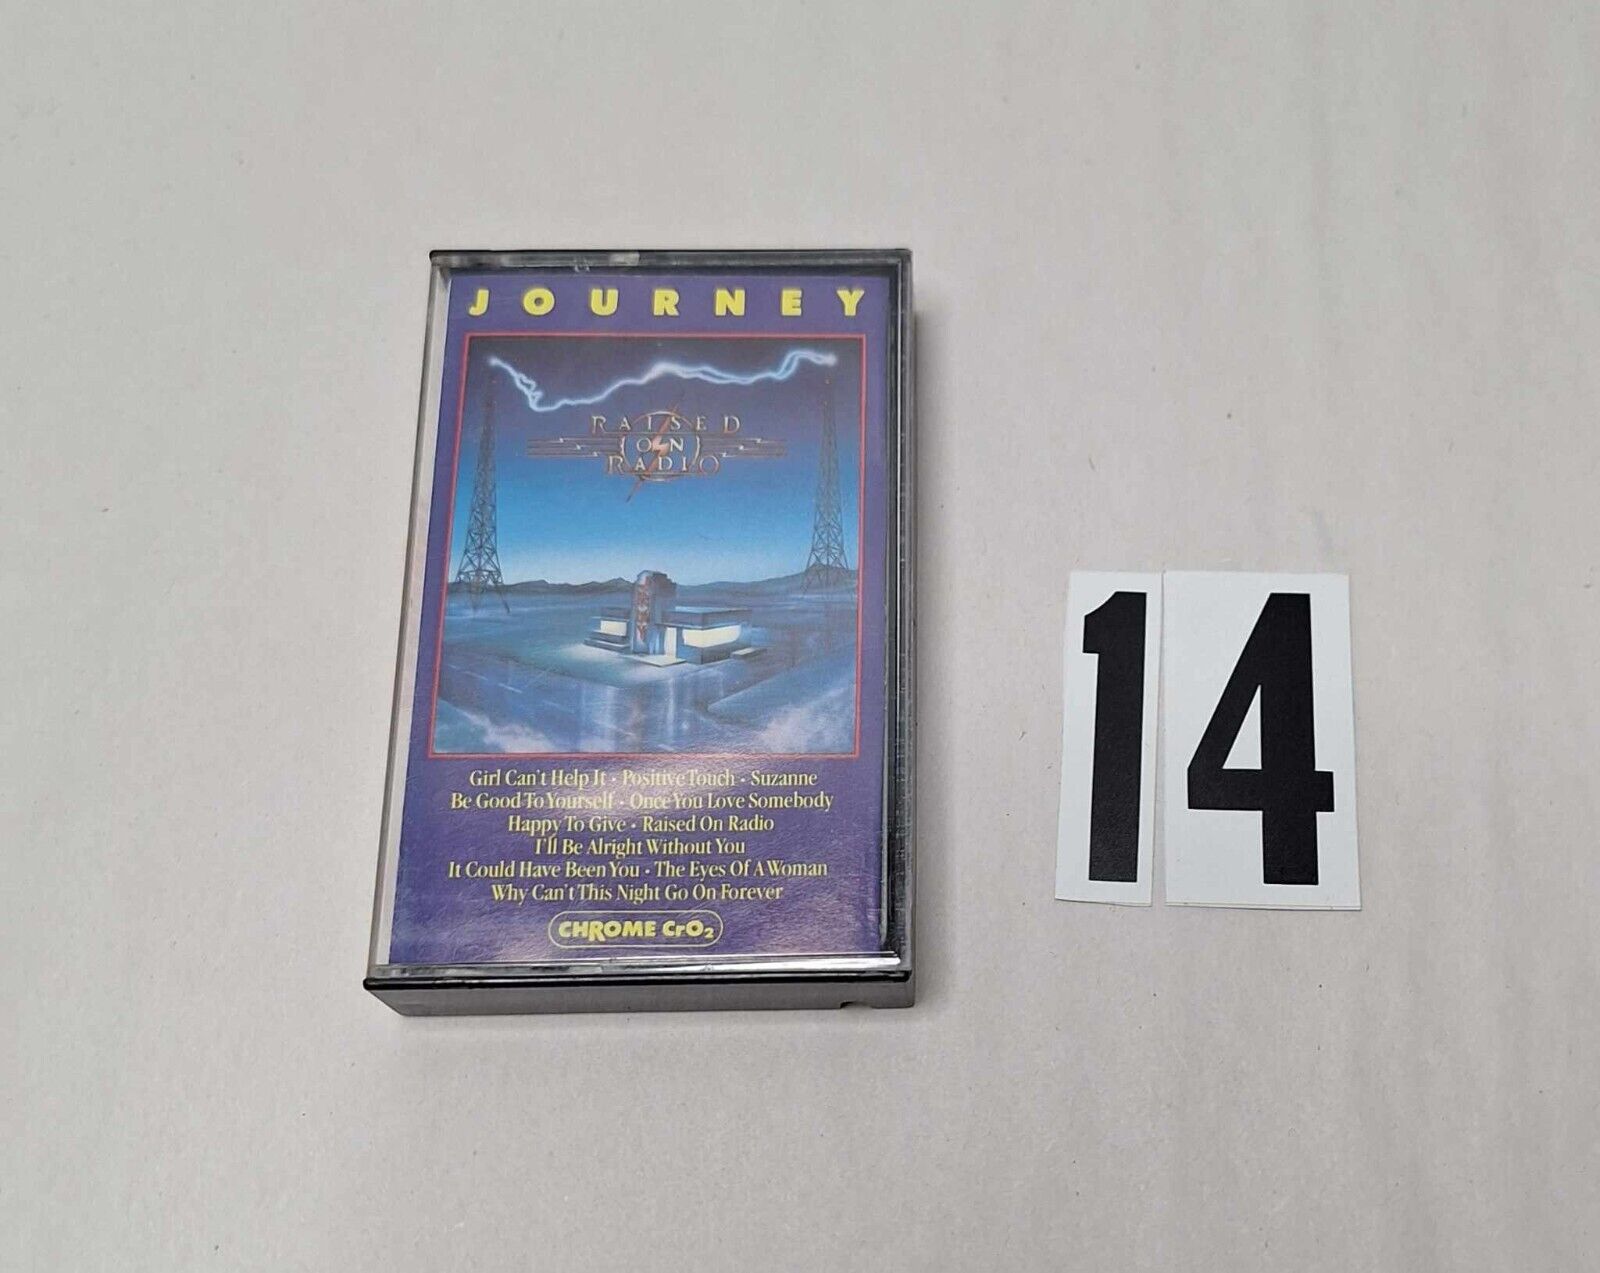 JOURNEY
RAISED
ON
RADIO
Girl Can't Help It • Positive Touch • Suzanne
Be Good To Yourself • Once You Love Somebody
Happy To Give • Raised On Radio
I'll Be Alright Without You
It Could Have Been You • The Eyes Of A Woman
Why Can't This Night Go On Forever
CHROME CrO₂
14